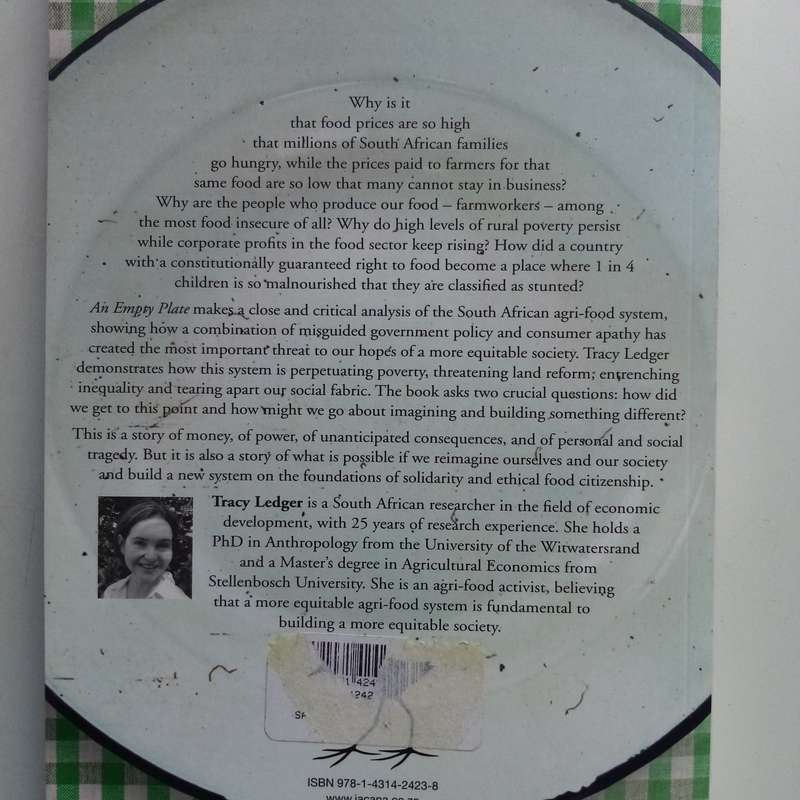 Why is it
that food prices are so high
that millions of South African families
go hungry, while the prices paid to farmers for that
same food are so low that many cannot stay in business?
Why are the people who produce our food – farmworkers – among
the most food insecure of all? Why do high levels of rural poverty persist
while corporate profits in the food sector keep rising? How did a country
with a constitutionally guaranteed right to food become a place where 1 in 4
children is so malnourished that they are classified as stunted?
An Empty Plate makes a close and critical analysis of the South African agri-food system,
showing how a combination of misguided government policy and consumer apathy has
created the most important threat to our hopes of a more equitable society. Tracy Ledger
demonstrates how this system is perpetuating poverty, threatening land reform, entrenching
inequality and tearing apart our social fabric. The book asks two crucial questions: how did
we get to this point and how might we go about imagining and building something different?
This is a story of money, of power, of unanticipated consequences, and of personal and social
tragedy. But it is also a story of what is possible if we reimagine ourselves and our society
and build a new system on the foundations of solidarity and ethical food citizenship.
Tracy Ledger is a South African researcher in the field of economic
development, with 25 years of research experience. She holds a
PhD in Anthropology from the University of the Witwatersrand
and a Master's degree in Agricultural Economics from
Stellenbosch University. She is an agri-food activist, believing
that a more equitable agri-food system is fundamental to
building a more equitable society.
ISBN 978-1-4314-2423-8